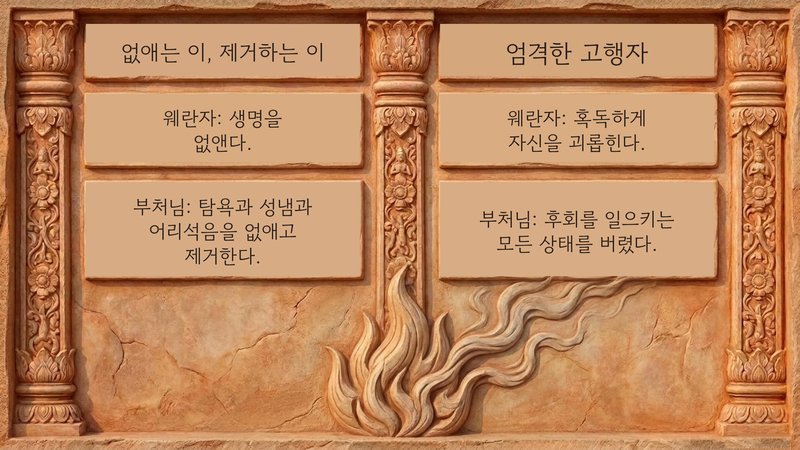 없애는 이, 제거하는 이
웨란자: 생명을
없앤다.
부처님: 탐욕과 성냄과
어리석음을 없애고
제거한다.
엄격한 고행자
웨란자: 혹독하게
자신을 괴롭힌다.
부처님: 후회를 일으키는
모든 상태를 버렸다.